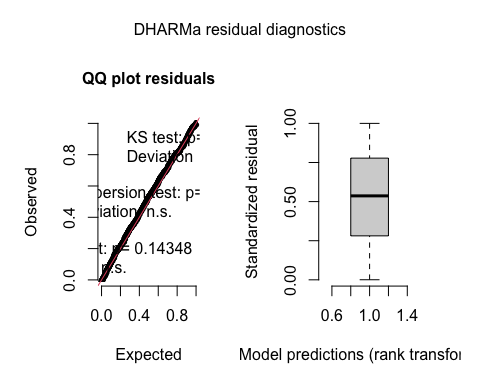 DHARMa residual diagnostics
QQ plot residuals
KS test: p=
Deviation
persion test: p=
viation n.s.
t: p= 0.14348
n.s.
Observed
0.0 0.4 0.8
0.0 0.4 0.8
Expected
Standardized residual
0.00 0.50 1.00
0.6 1.0 1.4
Model predictions (rank transfor